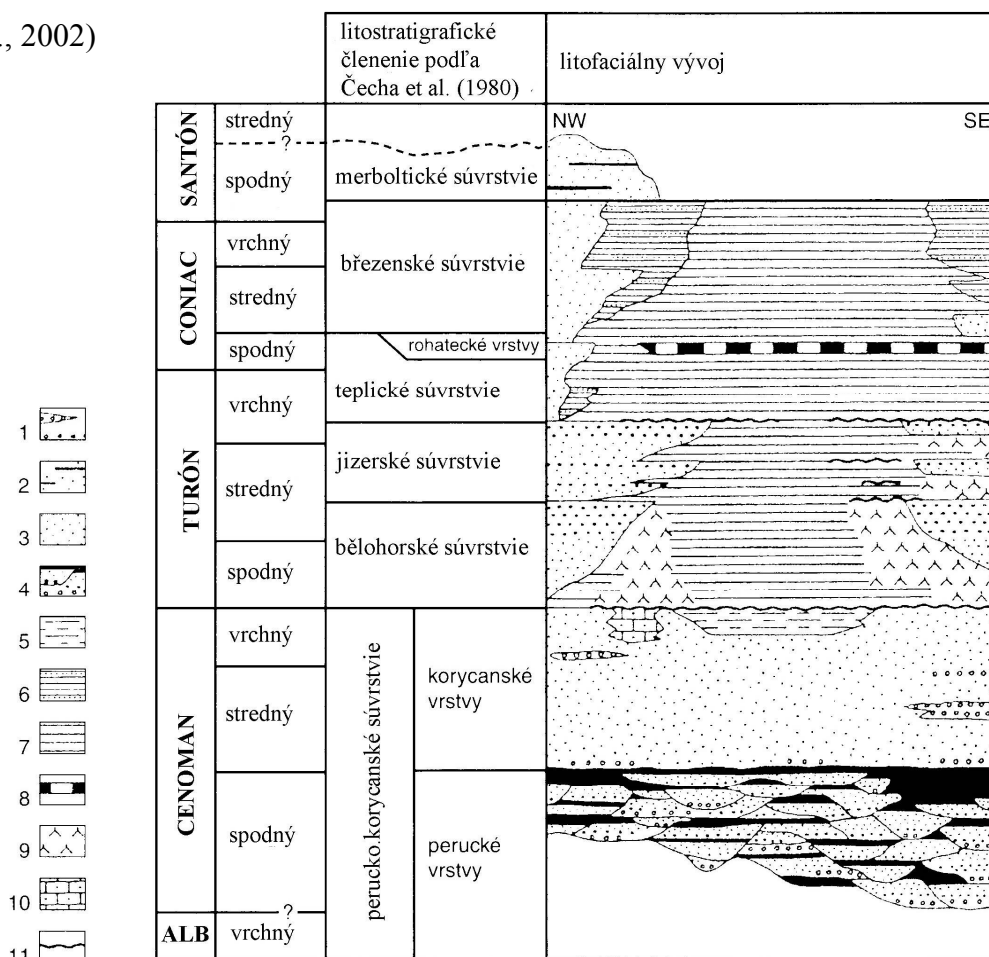 ., 2002)
litostratigrafické
členenie podľa
Čecha et al. (1980)
litofaciálny vývoj
SANTÓN
stredný
?
spodný
merboltické súvrstvie
NW
SE
CONIAC
vrchný
stredný
spodný
březenské súvrstvie
rohatecké vrstvy
TURÓN
vrchný
stredný
spodný
teplické súvrstvie
jizerské súvrstvie
bělohorské súvrstvie
CENOMAN
vrchný
stredný
spodný
perucko.korycanské súvrstvie
korycanské
vrstvy
perucké
vrstvy
?
ALB
vrchný
1
2
3
4
5
6
7
8
9
10
11